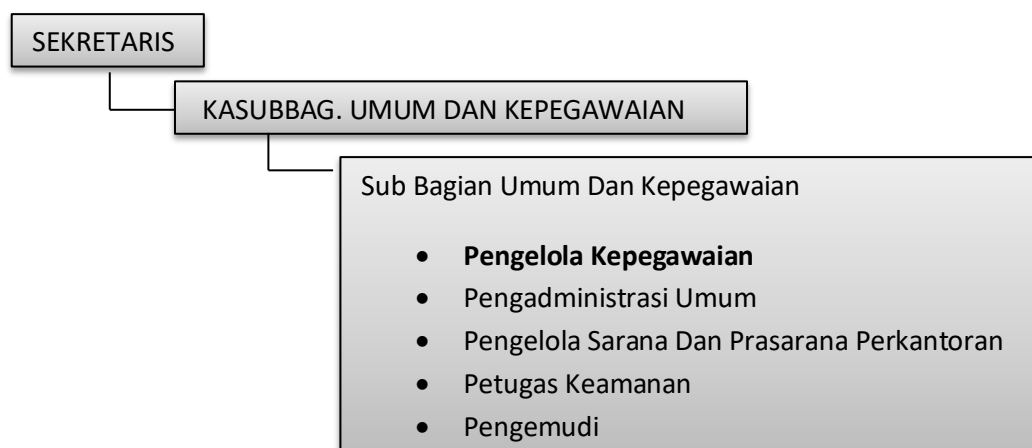 SEKRETARIS
KASUBBAG. UMUM DAN KEPEGAWAIAN
Sub Bagian Umum Dan Kepegawaian
• Pengelola Kepegawaian
• Pengadministrasi Umum
• Pengelola Sarana Dan Prasarana Perkantoran
• Petugas Keamanan
• Pengemudi